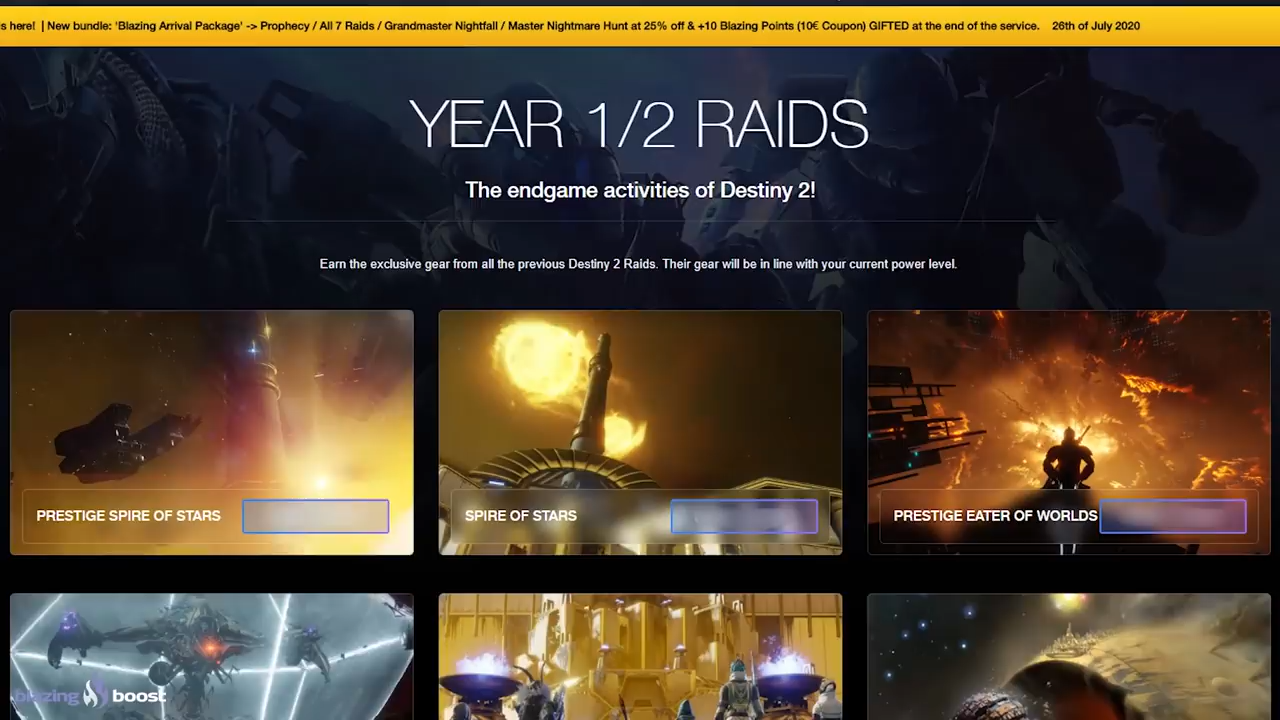 s here! | New bundle: 'Blazing Arrival Package' -> Prophecy / All 7 Raids / Grandmaster Nightfall / Master Nightmare Hunt at 25% off & +10 Blazing Points (10€ Coupon) GIFTED at the end of the service. 26th of July 2020
YEAR 1/2 RAIDS
The endgame activities of Destiny 2!
Earn the exclusive gear from all the previous Destiny 2 Raids. Their gear will be in line with your current power level.
PRESTIGE SPIRE OF STARS
SPIRE OF STARS
PRESTIGE EATER OF WORLDS
blazing boost